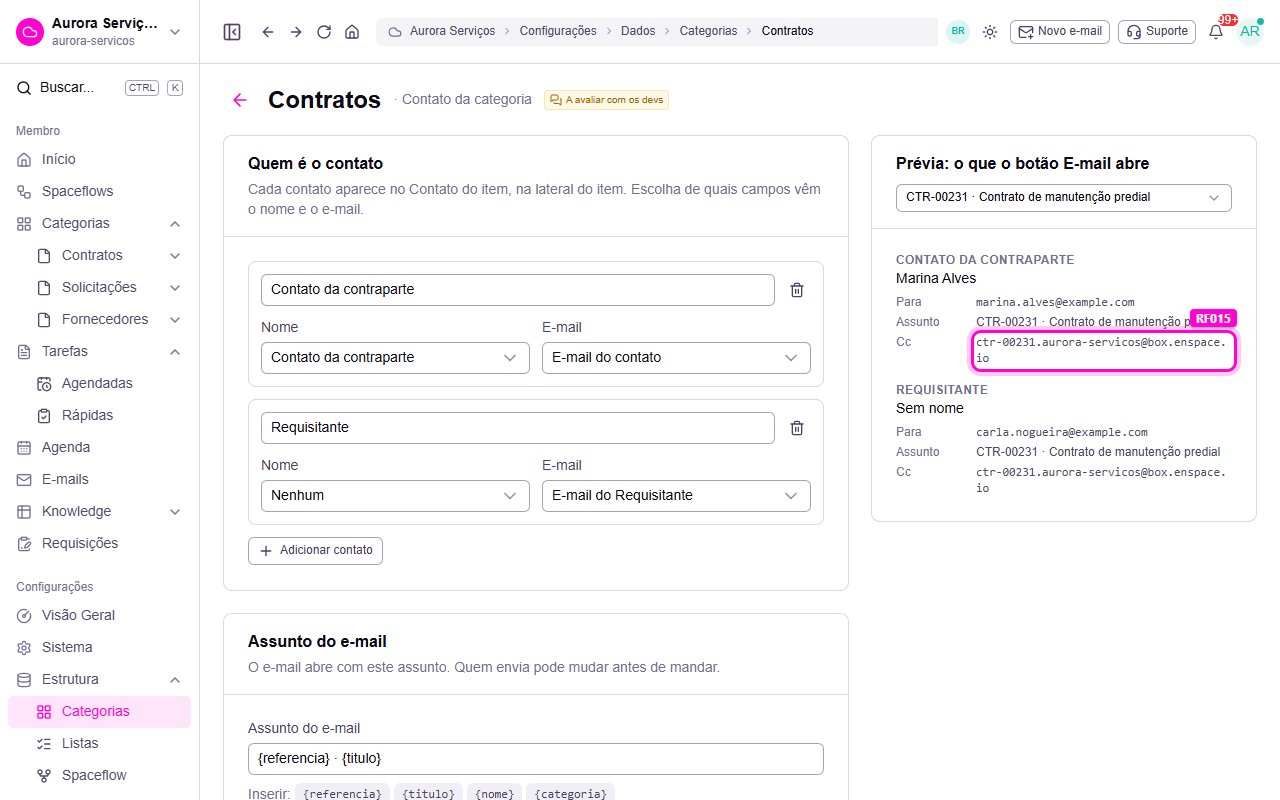 Aurora Serviç...
aurora-servicos
Aurora Serviços > Configurações > Dados > Categorias > Contratos
BR
Novo e-mail
Suporte
99+
AR
Buscar...
CTRL K
Membro
Início
Spaceflows
Categorias
Contratos
Solicitações
Fornecedores
Tarefas
Agendadas
Rápidas
Agenda
E-mails
Knowledge
Requisições
Configurações
Visão Geral
Sistema
Estrutura
Categorias
Listas
Spaceflow
Contratos · Contato da categoria
A avaliar com os devs
Quem é o contato
Cada contato aparece no Contato do item, na lateral do item. Escolha de quais campos vêm
o nome e o e-mail.
Contato da contraparte
Nome E-mail
Contato da contraparte E-mail do contato
Requisitante
Nome E-mail
Nenhum E-mail do Requisitante
Adicionar contato
Assunto do e-mail
O e-mail abre com este assunto. Quem envia pode mudar antes de mandar.
Assunto do e-mail
{referencia} · {titulo}
Inserir: {referencia} {titulo} {nome} {categoria}
Prévia: o que o botão E-mail abre
CTR-00231 · Contrato de manutenção predial
CONTATO DA CONTRAPARTE
Marina Alves
Para marina.alves@example.com
RF015
Assunto CTR-00231 · Contrato de manutenção p
Cc ctr-00231.aurora-servicos@box.enspace.
io
REQUISITANTE
Sem nome
Para carla.nogueira@example.com
Assunto CTR-00231 · Contrato de manutenção predial
Cc ctr-00231.aurora-servicos@box.enspace.
io